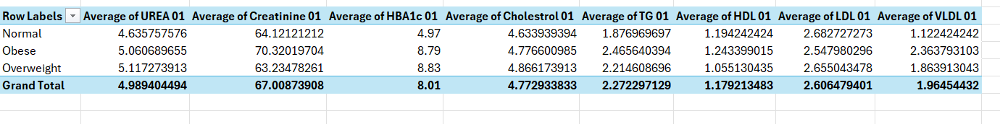 Row Labels Average of UREA 01 Average of Creatinine 01 Average of HBA1c 01 Average of Cholestrol 01 Average of TG 01 Average of HDL 01 Average of LDL 01 Average of VLDL 01
Normal 4.635757576 64.12121212 4.97 4.633939394 1.876969697 1.194242424 2.682727273 1.122424242
Obese 5.060689655 70.32019704 8.79 4.776600985 2.465640394 1.243399015 2.547980296 2.363793103
Overweight 5.117273913 63.23478261 8.83 4.866173913 2.214608696 1.055130435 2.655043478 1.863913043
Grand Total 4.989404494 67.00873908 8.01 4.772933833 2.272297129 1.179213483 2.606479401 1.96454432